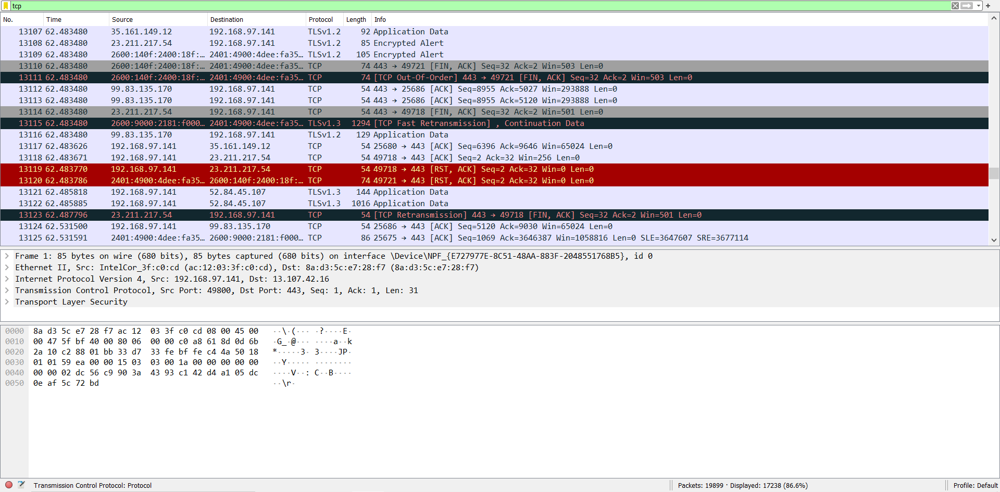 tcp
No. Time Source Destination Protocol Length Info
13107 62.483480 35.161.149.12 192.168.97.141 TLSv1.2 92 Application Data
13108 62.483480 23.211.217.54 192.168.97.141 TLSv1.2 85 Encrypted Alert
13109 62.483480 2600:140f:2400:18f:… 2401:4900:4dee:fa35… TLSv1.2 105 Encrypted Alert
13110 62.483480 2600:140f:2400:18f:… 2401:4900:4dee:fa35… TCP 74 443 → 49721 [FIN, ACK] Seq=32 Ack=2 Win=503 Len=0
13111 62.483480 2600:140f:2400:18f:… 2401:4900:4dee:fa35… TCP 74 [TCP Out-Of-Order] 443 → 49721 [FIN, ACK] Seq=32 Ack=2 Win=503 Len=0
13112 62.483480 99.83.135.170 192.168.97.141 TCP 54 443 → 25686 [ACK] Seq=8955 Ack=5027 Win=293888 Len=0
13113 62.483480 99.83.135.170 192.168.97.141 TCP 54 443 → 25686 [ACK] Seq=8955 Ack=5120 Win=293888 Len=0
13114 62.483480 23.211.217.54 192.168.97.141 TCP 54 443 → 49718 [FIN, ACK] Seq=32 Ack=2 Win=501 Len=0
13115 62.483480 2600:9000:2181:f000… 2401:4900:4dee:fa35… TLSv1.3 1294 [TCP Fast Retransmission] , Continuation Data
13116 62.483480 99.83.135.170 192.168.97.141 TLSv1.2 129 Application Data
13117 62.483626 192.168.97.141 35.161.149.12 TCP 54 25680 → 443 [ACK] Seq=6396 Ack=9646 Win=65024 Len=0
13118 62.483671 192.168.97.141 23.211.217.54 TCP 54 49718 → 443 [ACK] Seq=2 Ack=32 Win=256 Len=0
13119 62.483770 192.168.97.141 23.211.217.54 TCP 54 49718 → 443 [RST, ACK] Seq=2 Ack=32 Win=0 Len=0
13120 62.483786 2401:4900:4dee:fa35… 2600:140f:2400:18f:… TCP 74 49721 → 443 [RST, ACK] Seq=2 Ack=32 Win=0 Len=0
13121 62.485818 192.168.97.141 52.84.45.107 TLSv1.3 144 Application Data
13122 62.485885 192.168.97.141 52.84.45.107 TLSv1.3 1016 Application Data
13123 62.487796 23.211.217.54 192.168.97.141 TCP 54 [TCP Retransmission] 443 → 49718 [FIN, ACK] Seq=32 Ack=2 Win=501 Len=0
13124 62.531500 192.168.97.141 99.83.135.170 TCP 54 25686 → 443 [ACK] Seq=5120 Ack=9030 Win=65024 Len=0
13125 62.531591 2401:4900:4dee:fa35… 2600:9000:2181:f000… TCP 86 25675 → 443 [ACK] Seq=1069 Ack=3646387 Win=1058816 Len=0 SLE=3647607 SRE=3677114
Frame 1: 85 bytes on wire (680 bits), 85 bytes captured (680 bits) on interface \Device\NPF_{E727977E-8C51-48AA-883F-2048551768B5}, id 0
Ethernet II, Src: IntelCor_3f:c0:cd (ac:12:03:3f:c0:cd), Dst: 8a:d3:5c:e7:28:f7 (8a:d3:5c:e7:28:f7)
Internet Protocol Version 4, Src: 192.168.97.141, Dst: 13.107.42.16
Transmission Control Protocol, Src Port: 49800, Dst Port: 443, Seq: 1, Ack: 1, Len: 31
Transport Layer Security
0000 8a d3 5c e7 28 f7 ac 12 03 3f c0 cd 08 00 45 00 ··\·(··· ·?····E·
0010 00 47 5f bf 40 00 80 06 00 00 c0 a8 61 8d 0d 6b ·G_·@··· ····a··k
0020 2a 10 c2 88 01 bb 33 d7 33 fe bf fe c4 4a 50 18 *·····3· 3····JP·
0030 01 01 59 ea 00 00 15 03 03 00 1a 00 00 00 00 00 ··Y····· ········
0040 00 00 02 dc 56 c9 90 3a 43 93 c1 42 d4 a1 05 dc ····V··: C··B····
0050 0e af 5c 72 bd ··\r·
Transmission Control Protocol: Protocol Packets: 19899 · Displayed: 17238 (86.6%) Profile: Default